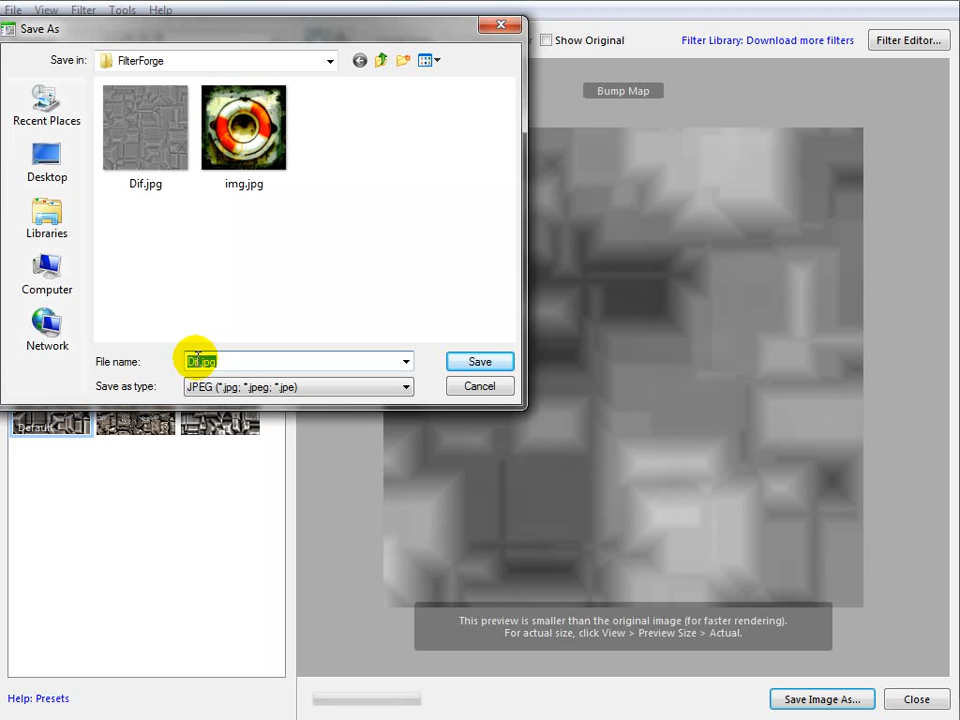 File View Filter Tools Help
Save As
Show Original
Filter Library: Download more filters
Filter Editor...
Save in:
FilterForge
Bump Map
Recent Places
Desktop
Libraries
Computer
Network
Dif.jpg
img.jpg
File name:
Dif.jpg
Save
Save as type:
JPEG (*.jpg; *.jpeg; *.jpe)
Cancel
Default
This preview is smaller than the original image (for faster rendering).
For actual size, click View > Preview Size > Actual.
Help: Presets
Save Image As...
Close